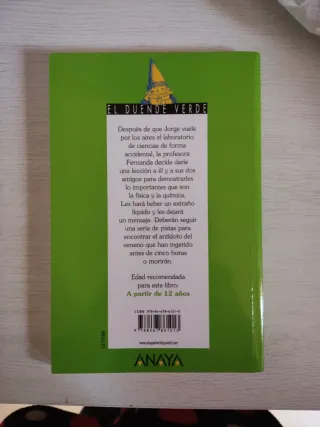 EL DUENDE VERDE
Después de que Jorge vuele
por los aires el laboratorio
de ciencias de forma
accidental, la profesora
Fernanda decide darle
una lección a él y a sus dos
amigos para demostrarles
lo importantes que son
la física y la química.
Les hará beber un extraño
líquido y les dejará
un mensaje: Deberán seguir
una serie de pistas para
encontrar el antídoto del
veneno que han ingerido
antes de cinco horas
o morirán.
Edad recomendada
para este libro:
A partir de 12 años
ANAYA